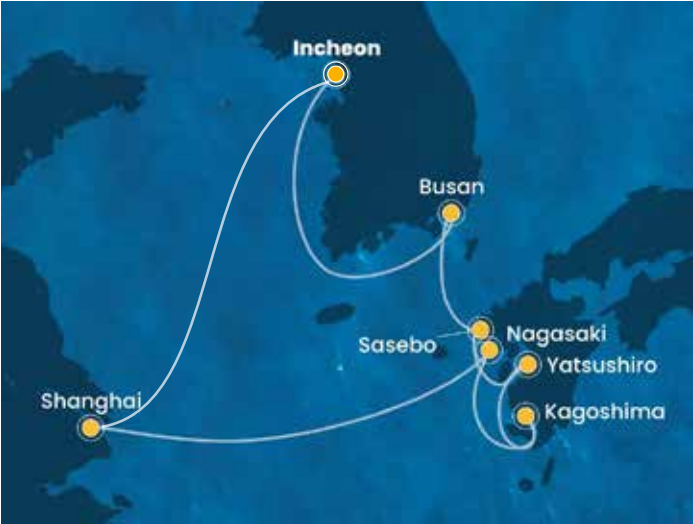 Incheon
Busan
Sasebo
Nagasaki
Yatsushiro
Shanghai
Kagoshima